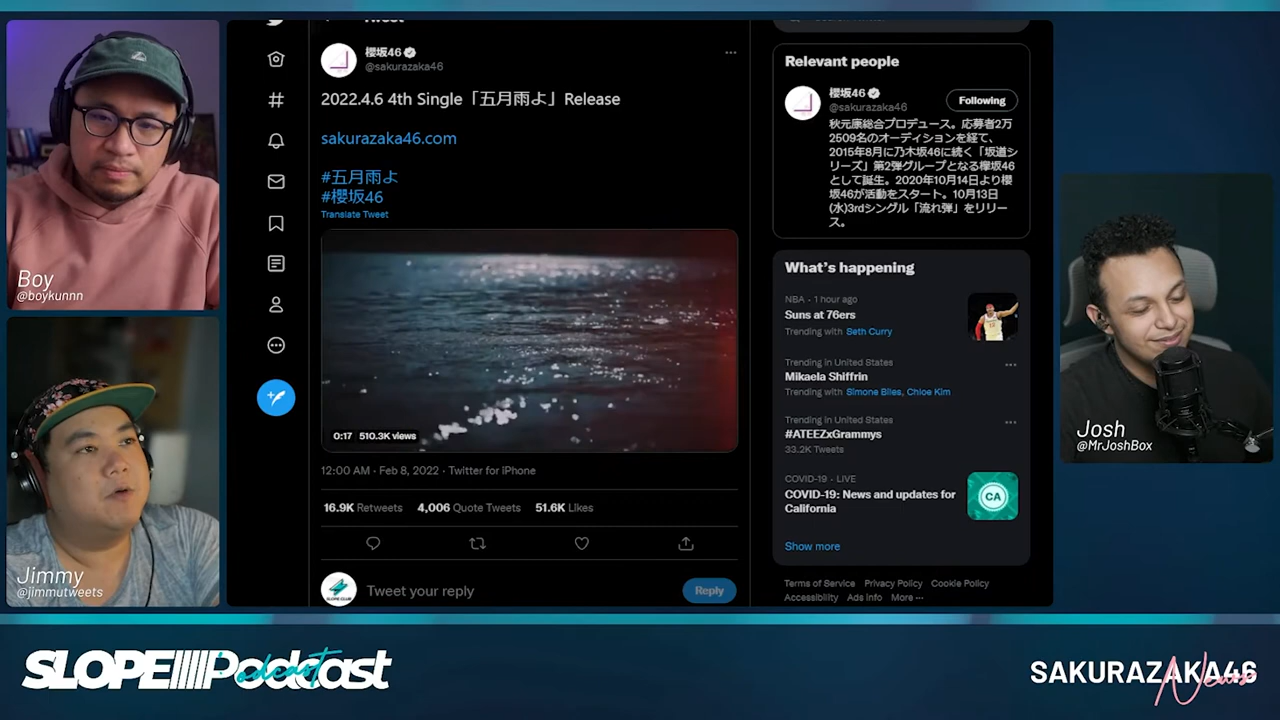 Tweet
櫻坂46
@sakurazaka46
2022.4.6 4th Single「五月雨よ」Release
sakurazaka46.com
#五月雨よ
#櫻坂46
Translate Tweet
0:17 510.3K views
12:00 AM · Feb 8, 2022 · Twitter for iPhone
16.9K Retweets 4,006 Quote Tweets 51.6K Likes
SLOPE CLUB
Tweet your reply
Reply
Relevant people
櫻坂46
@sakurazaka46
Following
秋元康総合プロデュース。応募者2万
2509名のオーディションを経て、
2015年8月に乃木坂46に続く「坂道シ
リーズ」第2弾グループとなる欅坂46
として誕生。2020年10月14日より櫻
坂46が活動をスタート。10月13日
(水)3rdシングル「流れ弾」をリリー
ス。
What's happening
NBA · 1 hour ago
Suns at 76ers
Trending with Seth Curry
Trending in United States
Mikaela Shiffrin
Trending with Simone Biles, Chloe Kim
Trending in United States
#ATEEZxGrammys
33.2K Tweets
COVID-19 · LIVE
COVID-19: News and updates for
California
CA
Show more
Terms of Service Privacy Policy Cookie Policy
Accessibility Ads info More ···
Boy
@boykunnn
Jimmy
@jimmutweets
Josh
@MrJoshBox
SLOPE Podcast
Podcast
SAKURAZAKA46
News